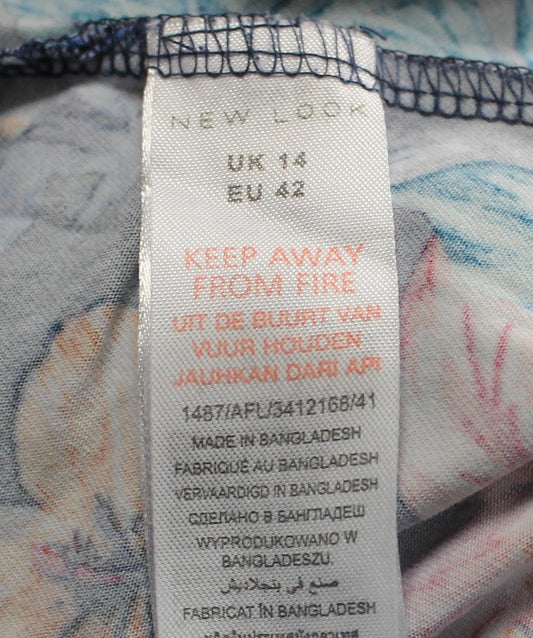 NEW LOOK
UK 14
EU 42
KEEP AWAY
FROM FIRE
UIT DE BUURT VAN
VUUR HOUDEN
JAUHKAN DARI API
1487/AFL/3412168/41
MADE IN BANGLADESH
FABRIQUÉ AU BANGLADESH
VERVAARDIGD IN BANGLADESH
СДЕЛАНО В БАНГЛАДЕШ
WYPRODUKOWANO W
BANGLADESZU.
صنع في بنجلاديش
FABRICAT ÎN BANGLADESH